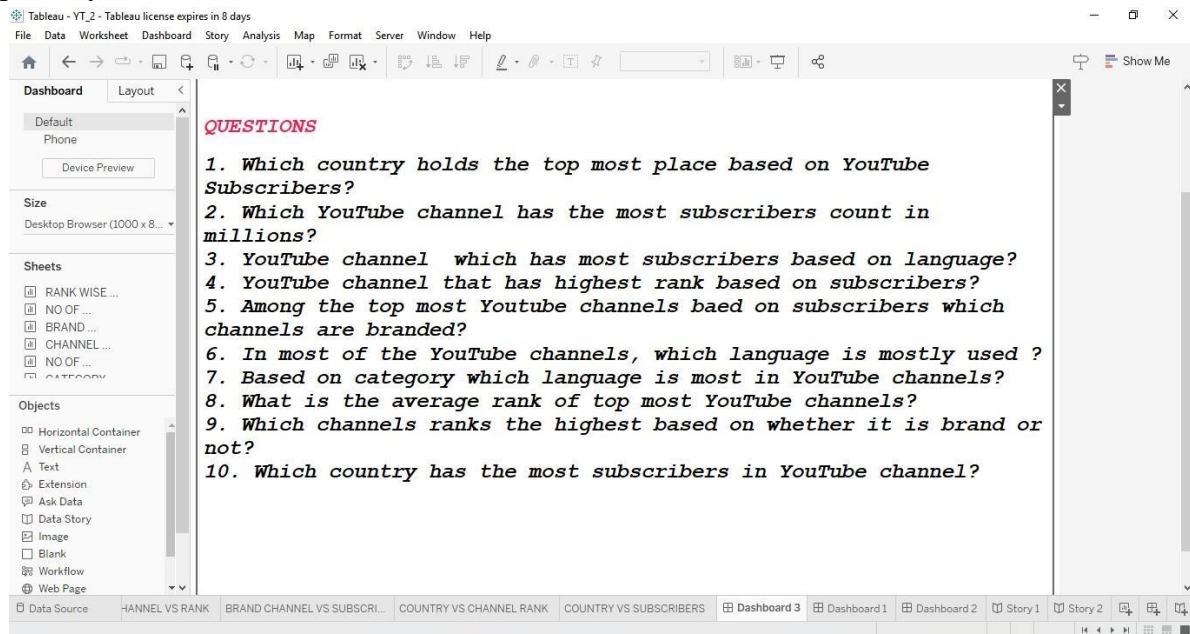 Tableau - YT_2 - Tableau license expires in 8 days
File Data Worksheet Dashboard Story Analysis Map Format Server Window Help
Show Me
Dashboard Layout
Default
Phone
Device Preview
Size
Desktop Browser (1000 x 8...
Sheets
RANK WISE ...
NO OF ...
BRAND ...
CHANNEL ...
NO OF ...
CATEGORY
Objects
Horizontal Container
Vertical Container
Text
Extension
Ask Data
Data Story
Image
Blank
Workflow
Web Page
QUESTIONS
1. Which country holds the top most place based on YouTube
Subscribers?
2. Which YouTube channel has the most subscribers count in
millions?
3. YouTube channel which has most subscribers based on language?
4. YouTube channel that has highest rank based on subscribers?
5. Among the top most Youtube channels baed on subscribers which
channels are branded?
6. In most of the YouTube channels, which language is mostly used ?
7. Based on category which language is most in YouTube channels?
8. What is the average rank of top most YouTube channels?
9. Which channels ranks the highest based on whether it is brand or
not?
10. Which country has the most subscribers in YouTube channel?
Data Source HANNEL VS RANK BRAND CHANNEL VS SUBSCRI... COUNTRY VS CHANNEL RANK COUNTRY VS SUBSCRIBERS Dashboard 3 Dashboard 1 Dashboard 2 Story 1 Story 2